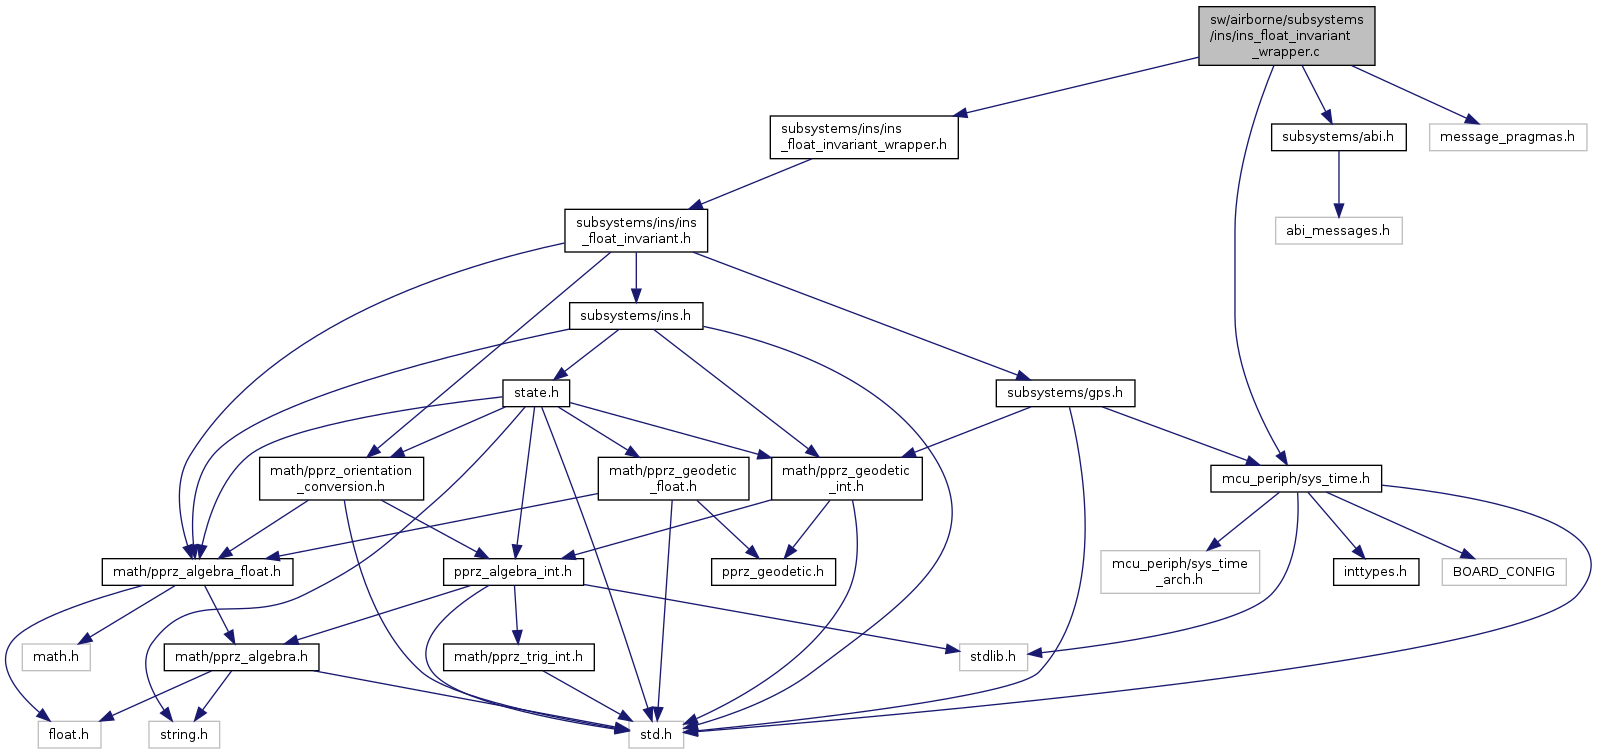 sw/airborne/subsystems
/ins/ins_float_invariant
_wrapper.c
subsystems/ins/ins
_float_invariant_wrapper.h
subsystems/abi.h
message_pragmas.h
subsystems/ins/ins
_float_invariant.h
abi_messages.h
subsystems/ins.h
state.h
subsystems/gps.h
math/pprz_orientation
_conversion.h
math/pprz_geodetic
_float.h
math/pprz_geodetic
_int.h
mcu_periph/sys_time.h
math/pprz_algebra_float.h
pprz_algebra_int.h
pprz_geodetic.h
mcu_periph/sys_time
_arch.h
inttypes.h
BOARD_CONFIG
math.h
math/pprz_algebra.h
math/pprz_trig_int.h
stdlib.h
float.h
string.h
std.h